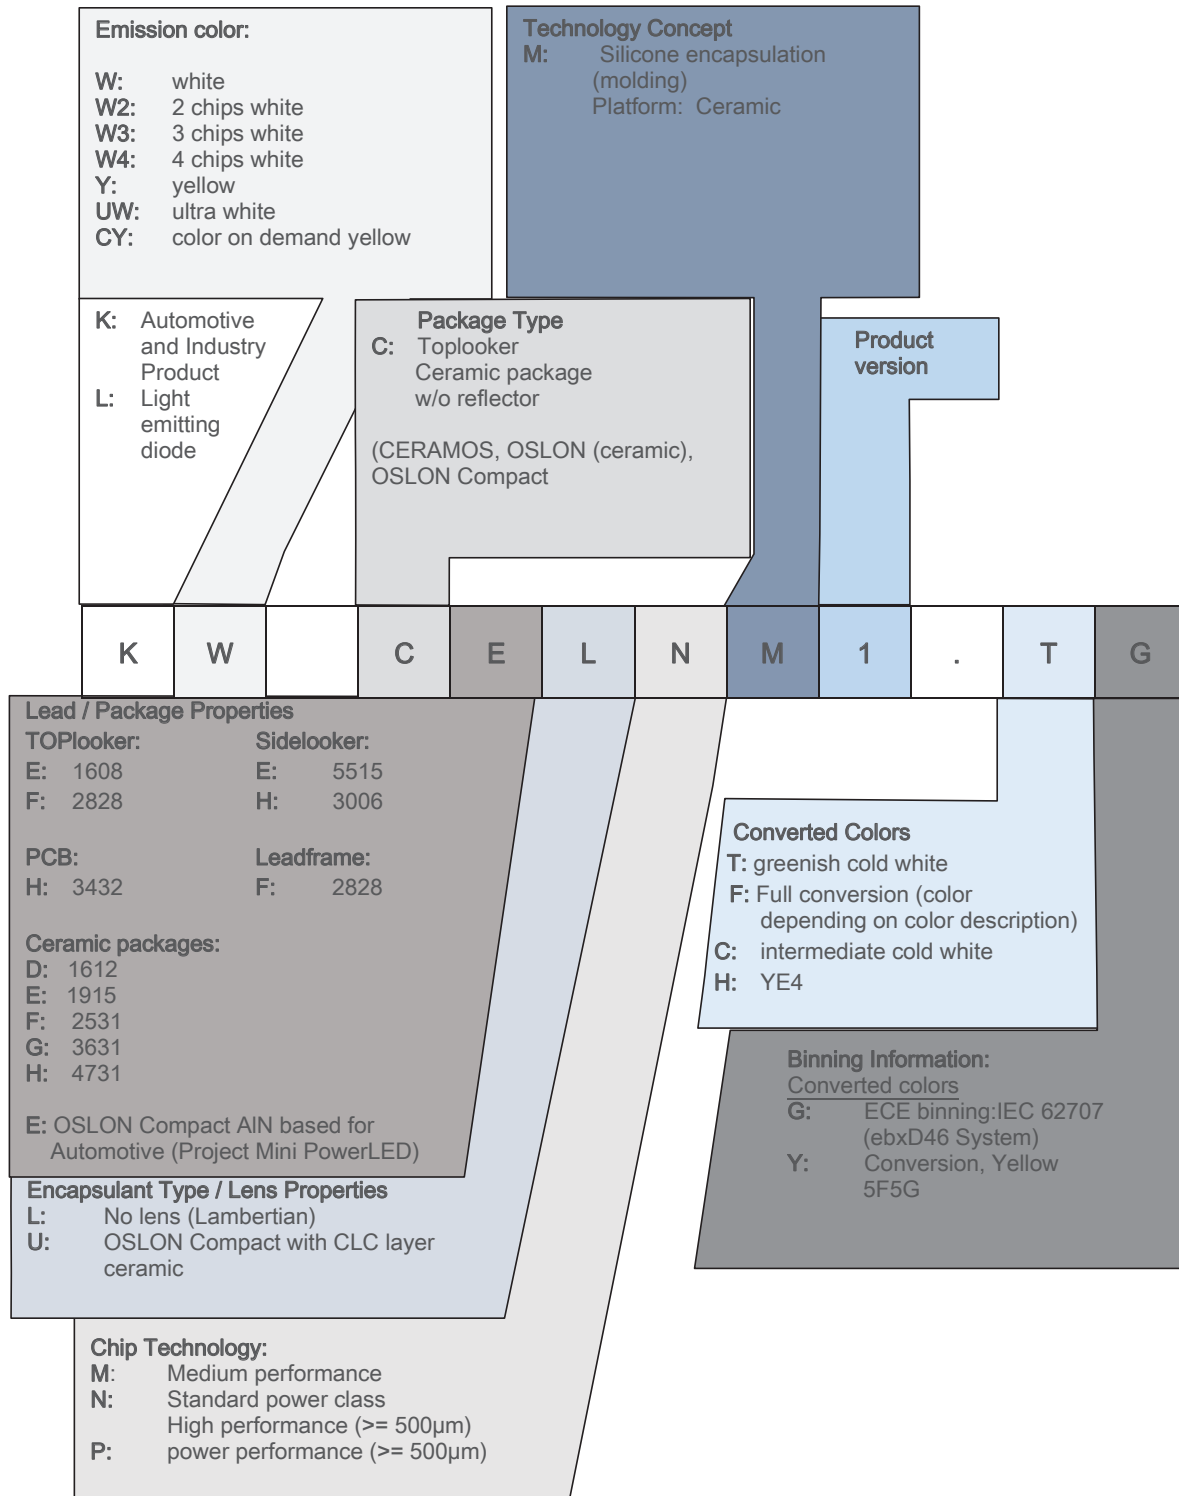 Emission color:
W: white
W2: 2 chips white
W3: 3 chips white
W4: 4 chips white
Y: yellow
UW: ultra white
CY: color on demand yellow
Technology Concept
M: Silicone encapsulation
(molding)
Platform: Ceramic
K: Automotive
and Industry
Product
L: Light
emitting
diode
Package Type
C: Toplooker
Ceramic package
w/o reflector
(CERAMOS, OSLON (ceramic),
OSLON Compact
Product
version
K W C E L N M 1 . T G
Lead / Package Properties
TOPlooker: Sidelooker:
E: 1608 E: 5515
F: 2828 H: 3006
PCB: Leadframe:
H: 3432 F: 2828
Ceramic packages:
D: 1612
E: 1915
F: 2531
G: 3631
H: 4731
E: OSLON Compact AlN based for
Automotive (Project Mini PowerLED)
Encapsulant Type / Lens Properties
L: No lens (Lambertian)
U: OSLON Compact with CLC layer
ceramic
Chip Technology:
M: Medium performance
N: Standard power class
High performance (>= 500µm)
P: power performance (>= 500µm)
Converted Colors
T: greenish cold white
F: Full conversion (color
depending on color description)
C: intermediate cold white
H: YE4
Binning Information:
Converted colors
G: ECE binning:IEC 62707
(ebxD46 System)
Y: Conversion, Yellow
5F5G